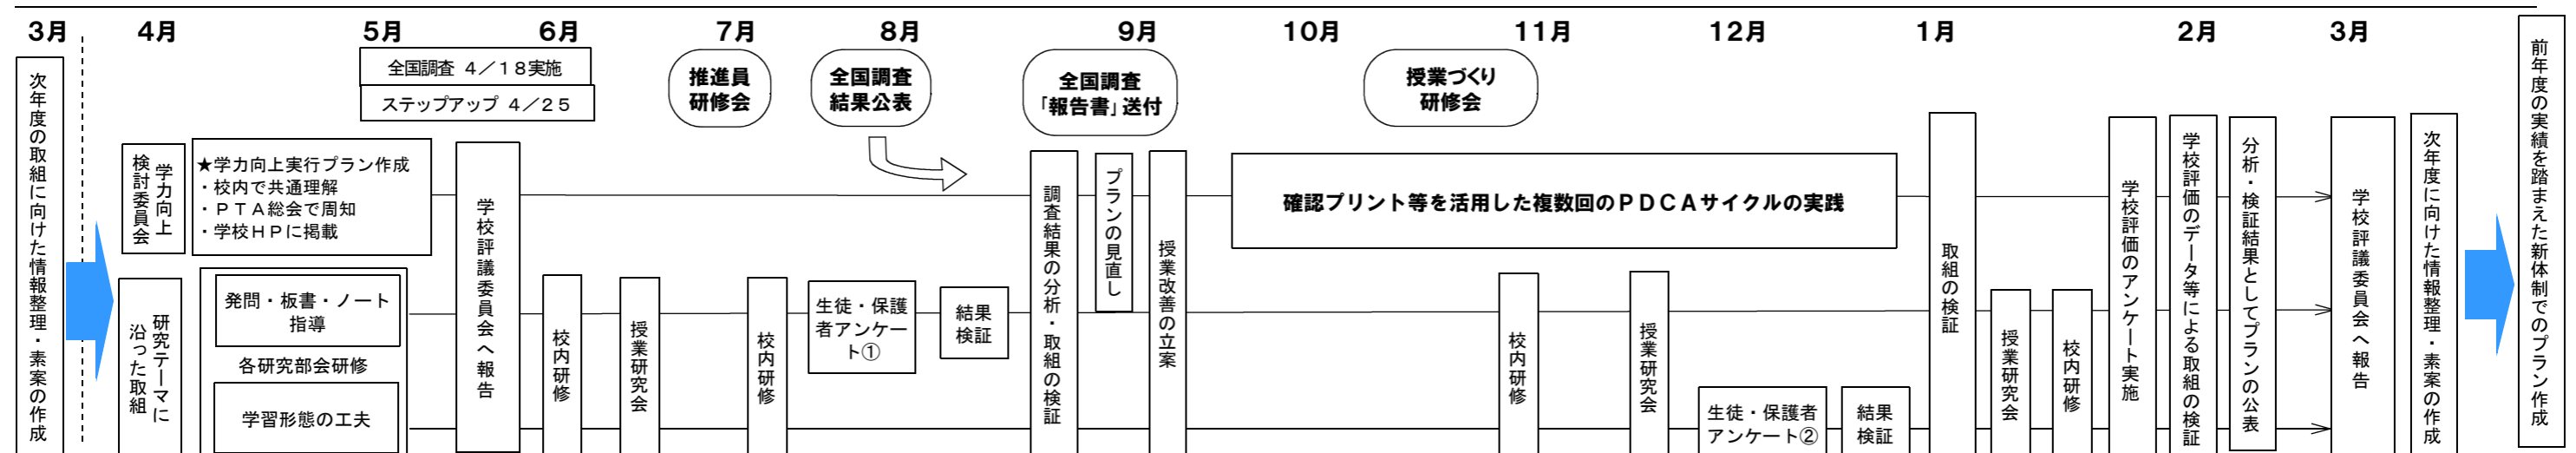 3月
4月
5月
6月
7月
8月
9月
10月
11月
12月
1月
2月
3月
次年度の取組に向けた情報整理・素案の作成
全国調査 4／18実施
ステップアップ 4／25
推進員
研修会
全国調査
結果公表
全国調査
「報告書」送付
授業づくり
研修会
学力向上
検討委員会
★学力向上実行プラン作成
・校内で共通理解
・ＰＴＡ総会で周知
・学校ＨＰに掲載
研究テーマに
沿った取組
発問・板書・ノート
指導
各研究部会研修
学習形態の工夫
学校評議委員会へ報告
校内研修
授業研究会
校内研修
生徒・保護
者アンケー
ト①
結果
検証
調査結果の分析・取組の検証
プランの見直し
授業改善の立案
確認プリント等を活用した複数回のＰＤＣＡサイクルの実践
校内研修
授業研究会
生徒・保護者
アンケート②
結果
検証
取組の検証
授業研究会
校内研修
学校評価のアンケート実施
学校評価のデータ等による取組の検証
分析・検証結果としてプランの公表
学校評議委員会へ報告
次年度に向けた情報整理・素案の作成
前年度の実績を踏まえた新体制でのプラン作成